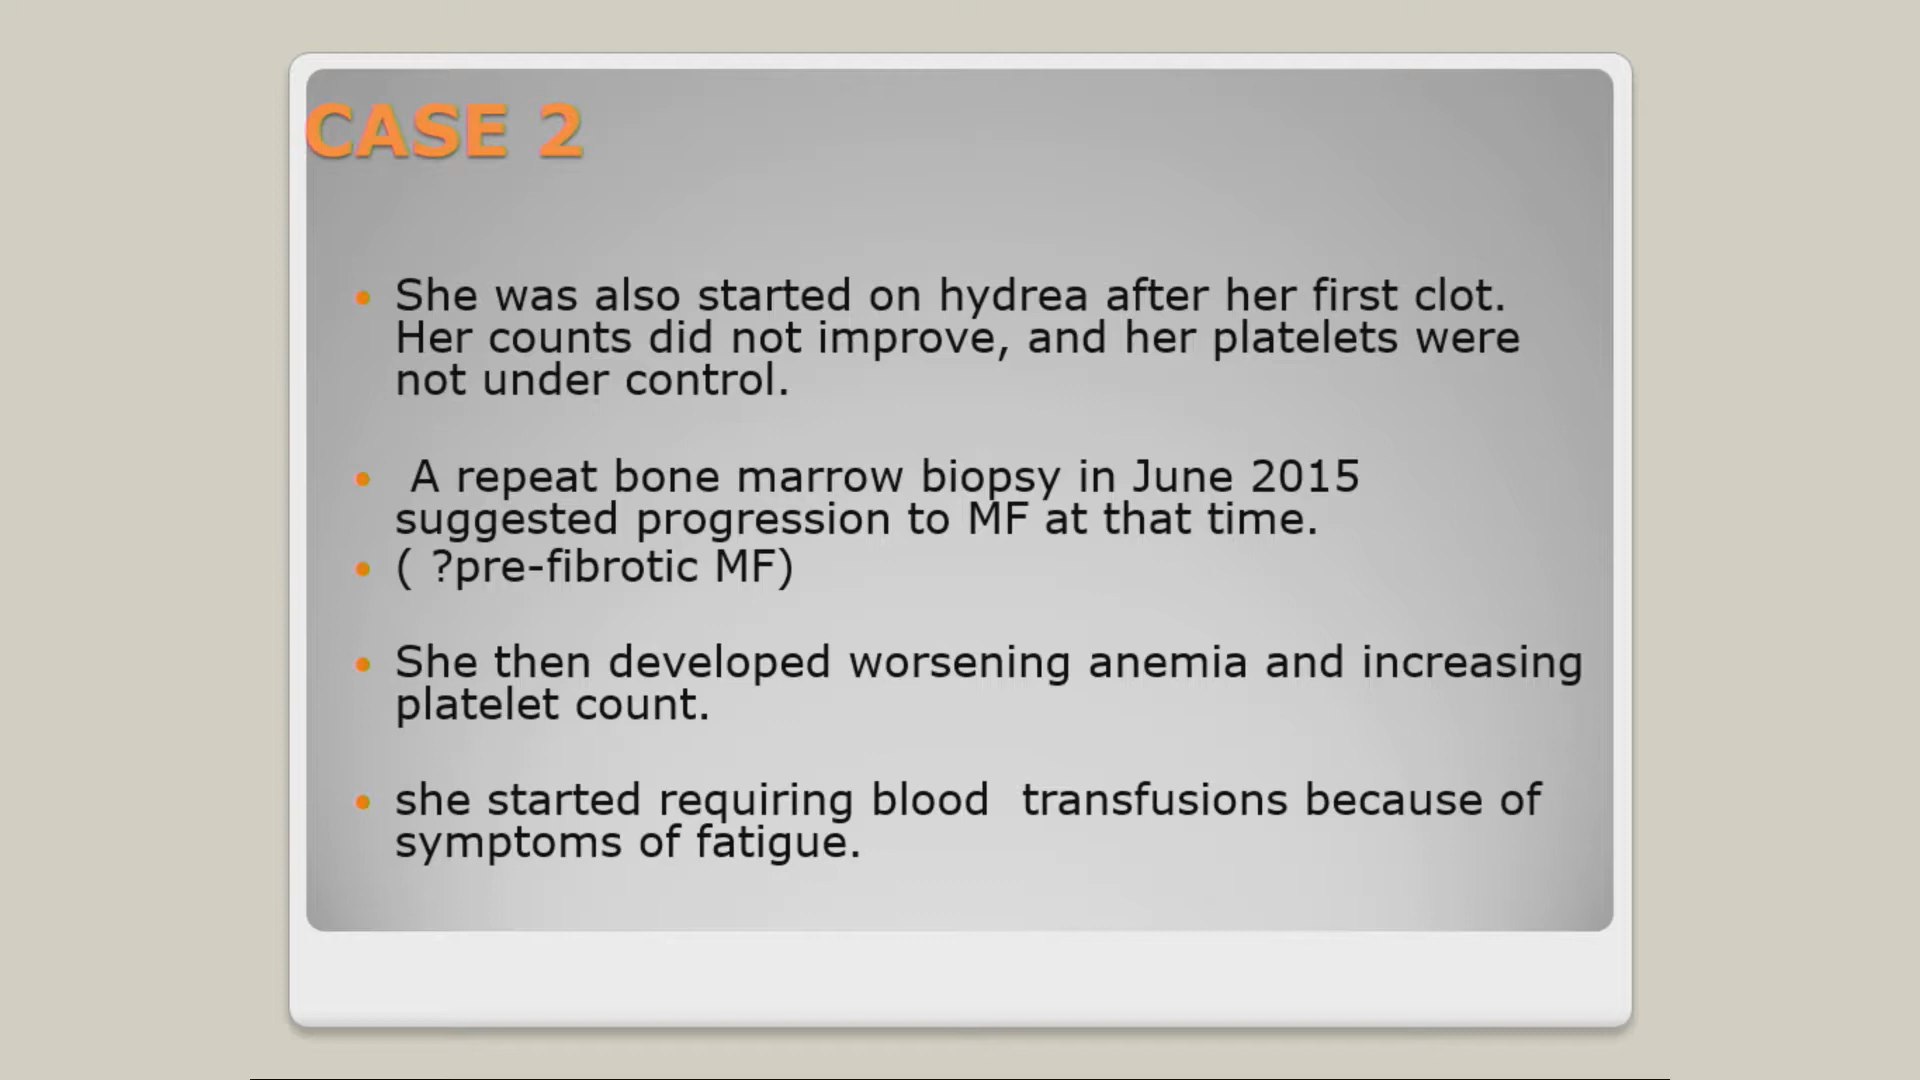 CASE 2
• She was also started on hydrea after her first clot.
Her counts did not improve, and her platelets were
not under control.
• A repeat bone marrow biopsy in June 2015
suggested progression to MF at that time.
• ( ?pre-fibrotic MF)
• She then developed worsening anemia and increasing
platelet count.
• she started requiring blood  transfusions because of
symptoms of fatigue.